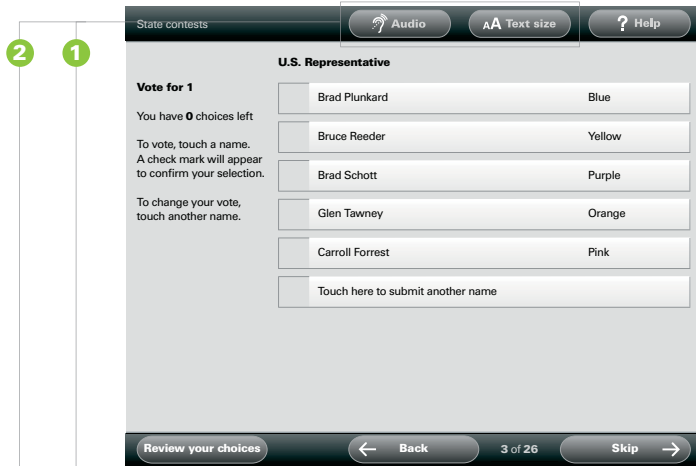 State contests
Audio
AA Text size
? Help
2
1
U.S. Representative
Vote for 1
You have 0 choices left
To vote, touch a name.
A check mark will appear
to confirm your selection.
To change your vote,
touch another name.
Brad Plunkard Blue
Bruce Reeder Yellow
Brad Schott Purple
Glen Tawney Orange
Carroll Forrest Pink
Touch here to submit another name
Review your choices
← Back
3 of 26
Skip →